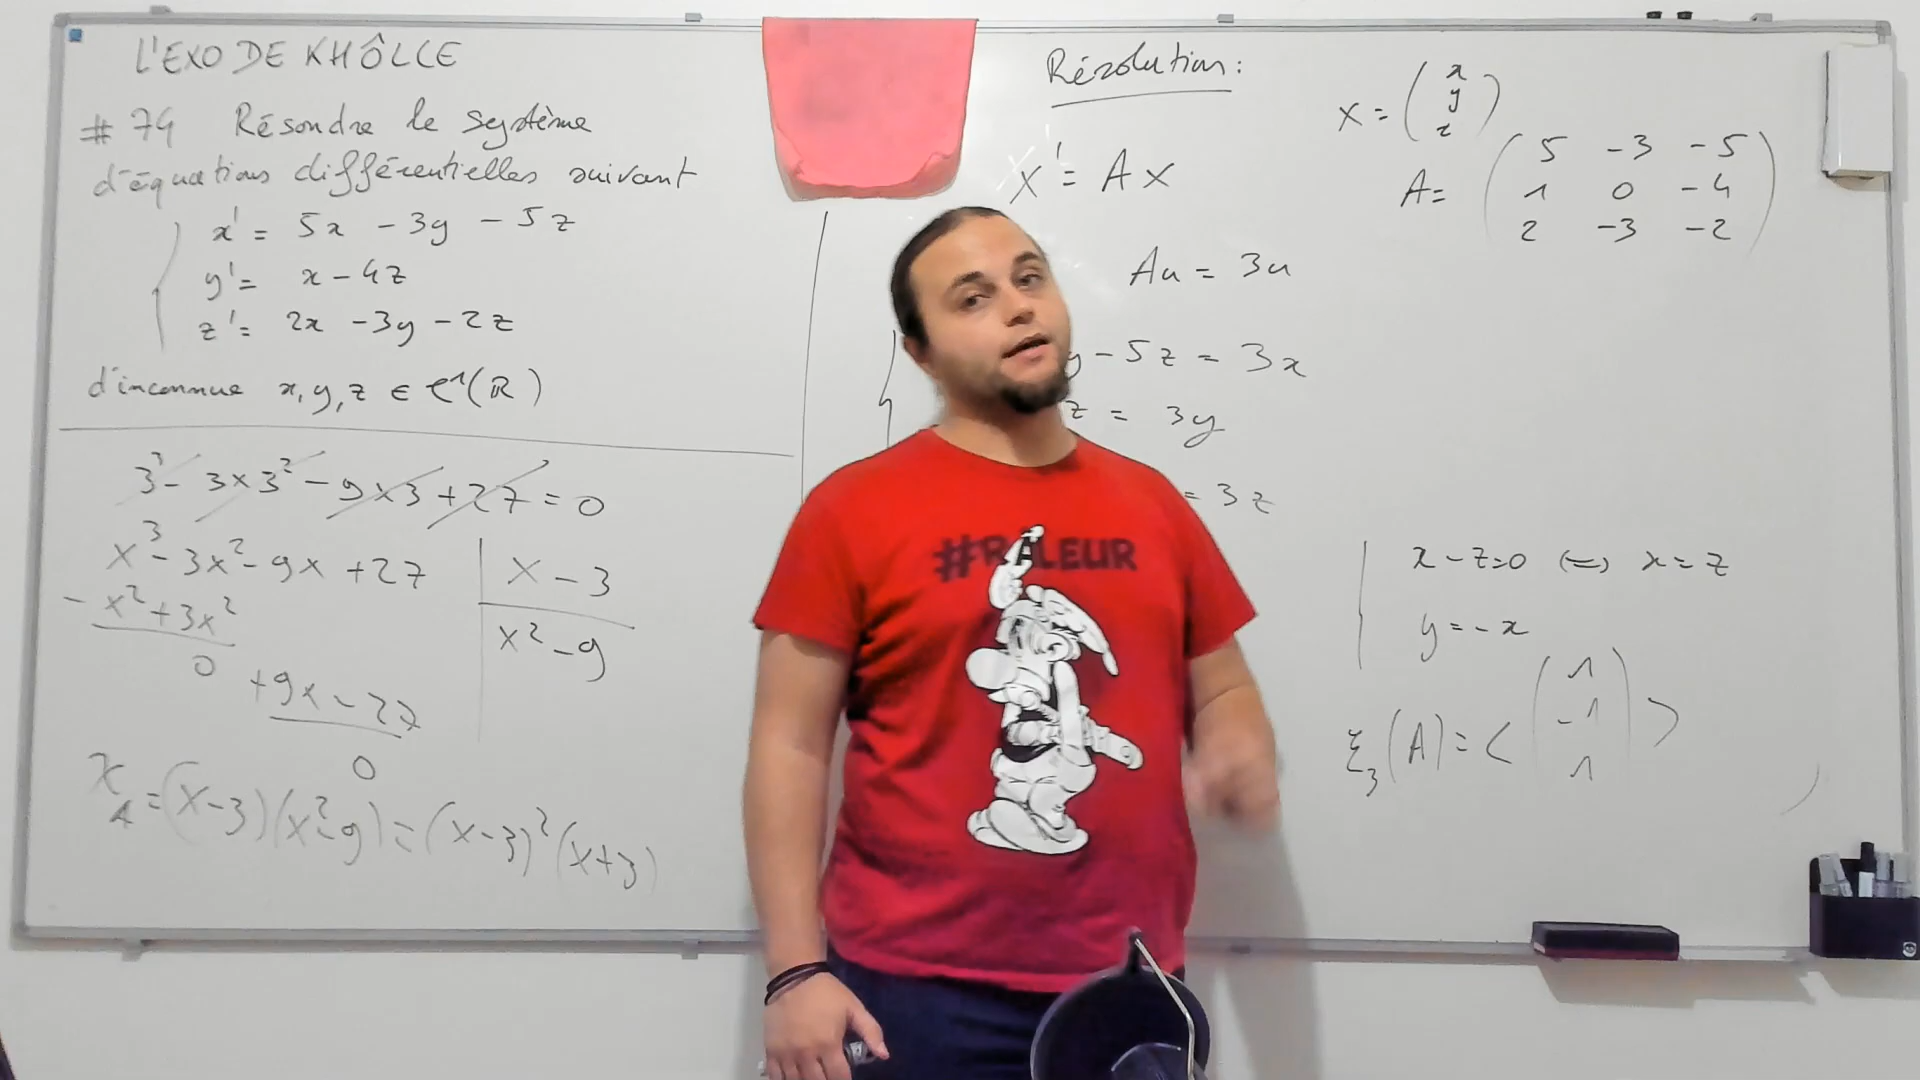 L'EXO DE KHÔLLE
# 74 Résoudre le système
d'équations différentielles suivant
x' = 5x - 3y - 5z
y' = x - 4z
z' = 2x - 3y - 2z
d'inconnue x, y, z ∈ C¹(ℝ)
3³ - 3×3² - 9×3 + 27 = 0
X³ - 3X² - 9X + 27
X - 3
- X² + 3X²
X² - 9
0
+9X - 27
0
χ_A = (X-3)(X²-9) = (X-3)²(X+3)
Résolution :
X' = A X
Au = 3u
y - 5z = 3x
z = 3y
= 3z
X = (x y z)
A = ( 5 -3 -5
1 0 -4
2 -3 -2 )
x - z = 0 ⟺ x = z
y = -x
E₃(A) = < ( 1 -1 1 ) >
#RALEUR